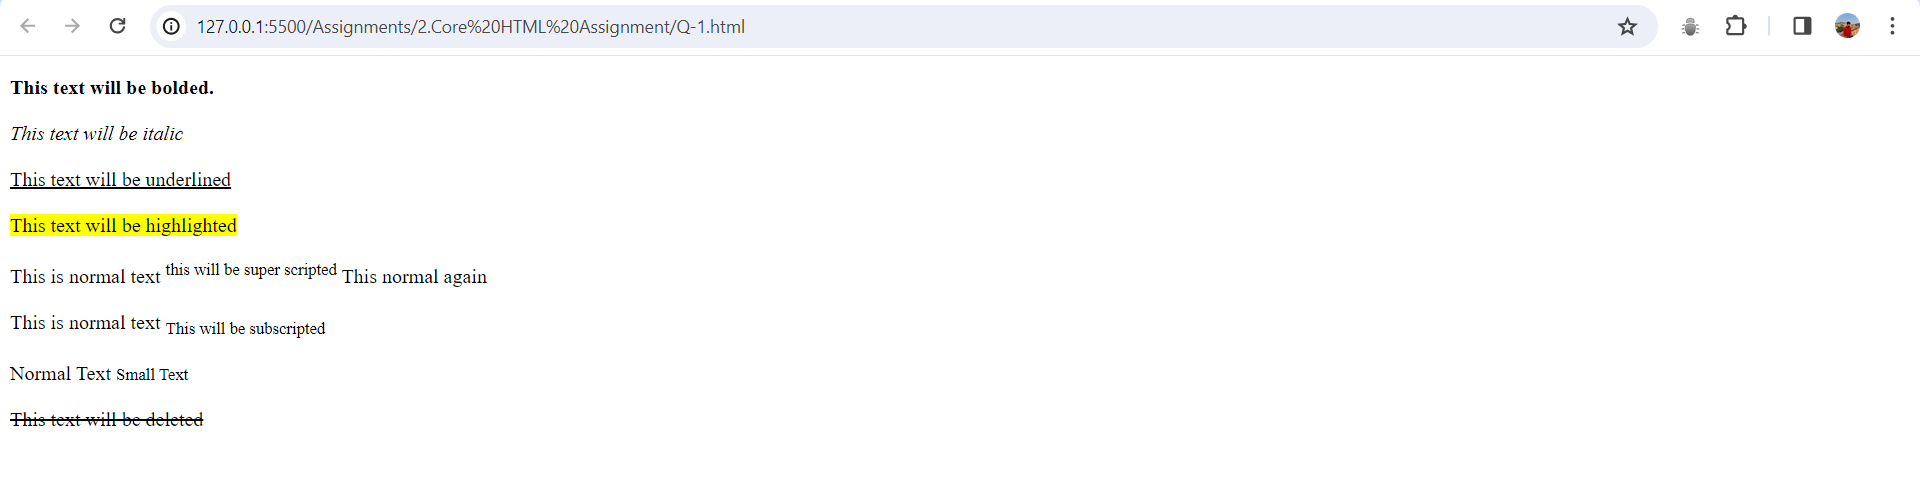 127.0.0.1:5500/Assignments/2.Core%20HTML%20Assignment/Q-1.html
This text will be bolded.
This text will be italic
This text will be underlined
This text will be highlighted
This is normal text this will be super scripted This normal again
This is normal text This will be subscripted
Normal Text Small Text
This text will be deleted